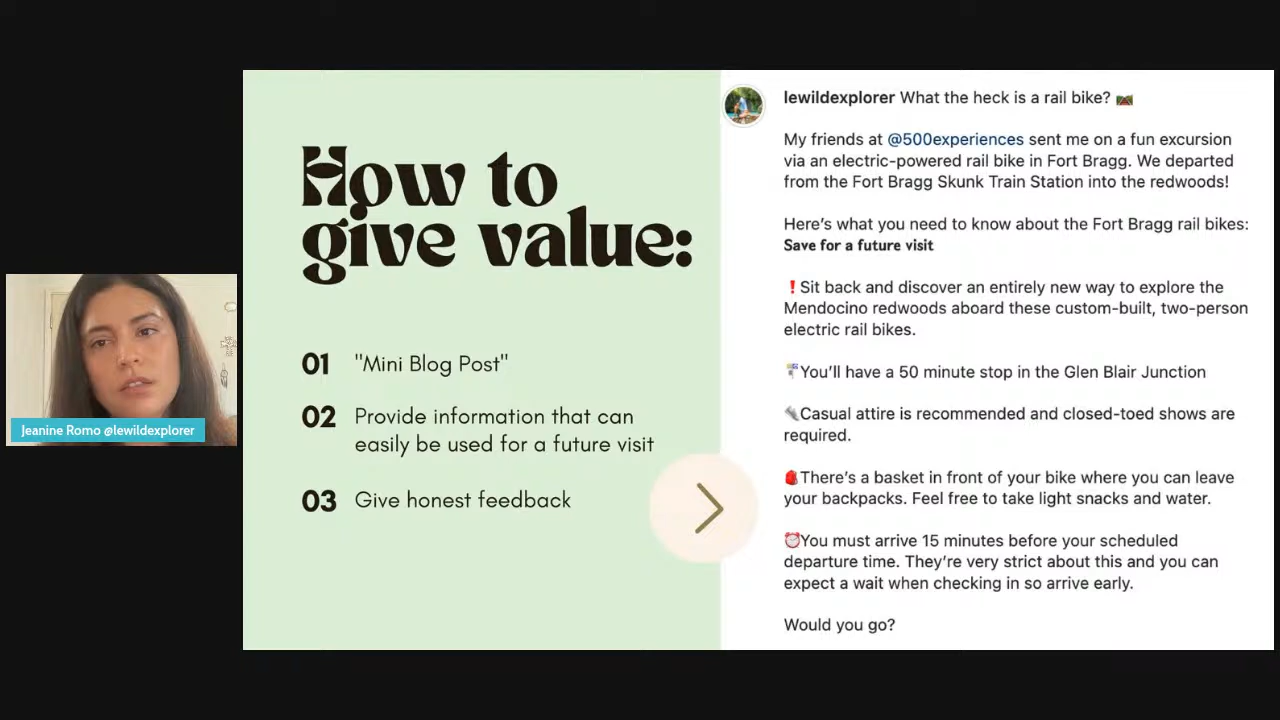 How to
give value:
01 "Mini Blog Post"
02 Provide information that can
easily be used for a future visit
03 Give honest feedback
Jeanine Romo @lewildexplorer
lewildexplorer What the heck is a rail bike?
My friends at @500experiences sent me on a fun excursion
via an electric-powered rail bike in Fort Bragg. We departed
from the Fort Bragg Skunk Train Station into the redwoods!
Here's what you need to know about the Fort Bragg rail bikes:
Save for a future visit
❗Sit back and discover an entirely new way to explore the
Mendocino redwoods aboard these custom-built, two-person
electric rail bikes.
🚏You'll have a 50 minute stop in the Glen Blair Junction
Casual attire is recommended and closed-toed shows are
required.
🎒There's a basket in front of your bike where you can leave
your backpacks. Feel free to take light snacks and water.
⏰You must arrive 15 minutes before your scheduled
departure time. They're very strict about this and you can
expect a wait when checking in so arrive early.
Would you go?